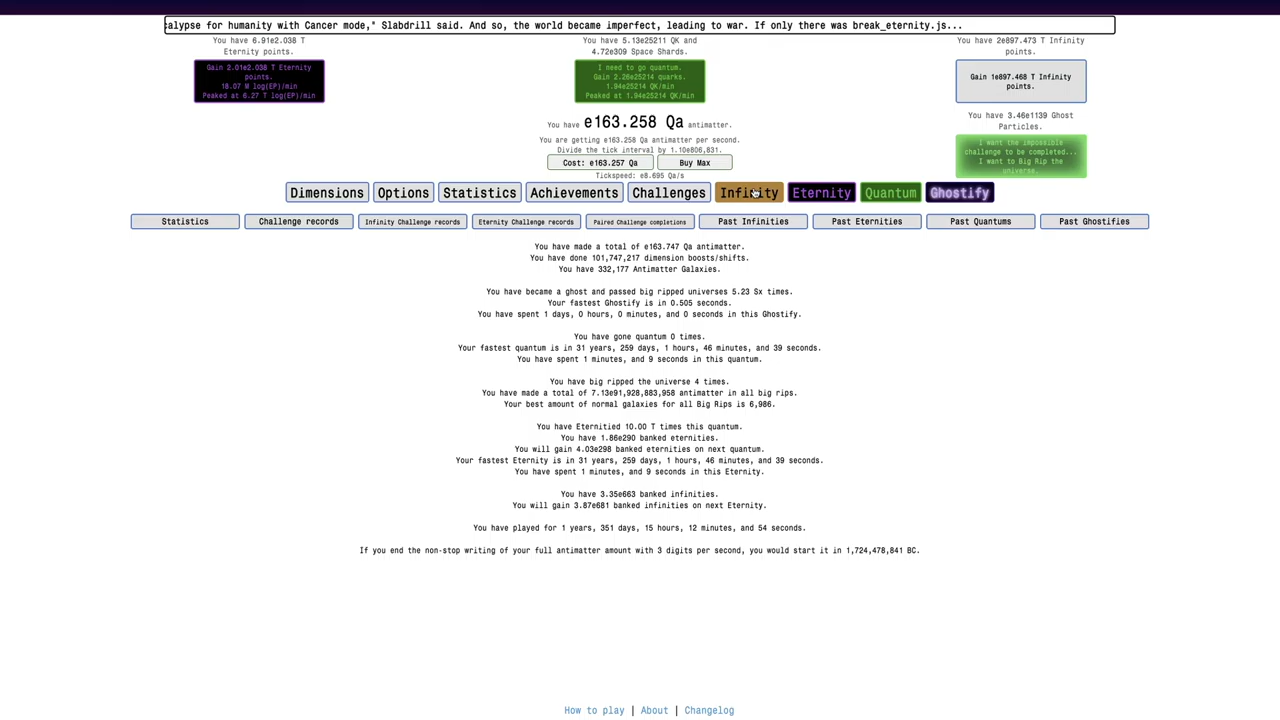 calypse for humanity with Cancer mode," Slabdrill said. And so, the world became imperfect, leading to war. If only there was break_eternity.js...
You have 6.91e2.038 T
Eternity points.
Gain 2.01e2.038 T Eternity
points.
18.07 M log(EP)/min
Peaked at 6.27 T log(EP)/min
You have 5.13e25211 QK and
4.72e309 Space Shards.
I need to go quantum.
Gain 2.26e25214 quarks.
1.94e25214 QK/min
Peaked at 1.94e25214 QK/min
You have 2e897.473 T Infinity
points.
Gain 1e897.468 T Infinity
points.
You have e163.258 Qa antimatter.
You are getting e163.258 Qa antimatter per second.
Divide the tick interval by 1.10e806,831.
Cost: e163.257 Qa
Buy Max
Tickspeed: e8.695 Qa/s
You have 3.46e1139 Ghost
Particles.
I want the impossible
challenge to be completed...
I want to Big Rip the
universe.
Dimensions
Options
Statistics
Achievements
Challenges
Infinity
Eternity
Quantum
Ghostify
Statistics
Challenge records
Infinity Challenge records
Eternity Challenge records
Paired Challenge completions
Past Infinities
Past Eternities
Past Quantums
Past Ghostifies
You have made a total of e163.747 Qa antimatter.
You have done 101,747,217 dimension boosts/shifts.
You have 332,177 Antimatter Galaxies.
You have became a ghost and passed big ripped universes 5.23 Sx times.
Your fastest Ghostify is in 0.505 seconds.
You have spent 1 days, 0 hours, 0 minutes, and 0 seconds in this Ghostify.
You have gone quantum 0 times.
Your fastest quantum is in 31 years, 259 days, 1 hours, 46 minutes, and 39 seconds.
You have spent 1 minutes, and 9 seconds in this quantum.
You have big ripped the universe 4 times.
You have made a total of 7.13e91,928,883,958 antimatter in all big rips.
Your best amount of normal galaxies for all Big Rips is 6,986.
You have Eternitied 10.00 T times this quantum.
You have 1.86e290 banked eternities.
You will gain 4.03e298 banked eternities on next quantum.
Your fastest Eternity is in 31 years, 259 days, 1 hours, 46 minutes, and 39 seconds.
You have spent 1 minutes, and 9 seconds in this Eternity.
You have 3.35e663 banked infinities.
You will gain 3.87e681 banked infinities on next Eternity.
You have played for 1 years, 351 days, 15 hours, 12 minutes, and 54 seconds.
If you end the non-stop writing of your full antimatter amount with 3 digits per second, you would start it in 1,724,478,841 BC.
How to play | About | Changelog